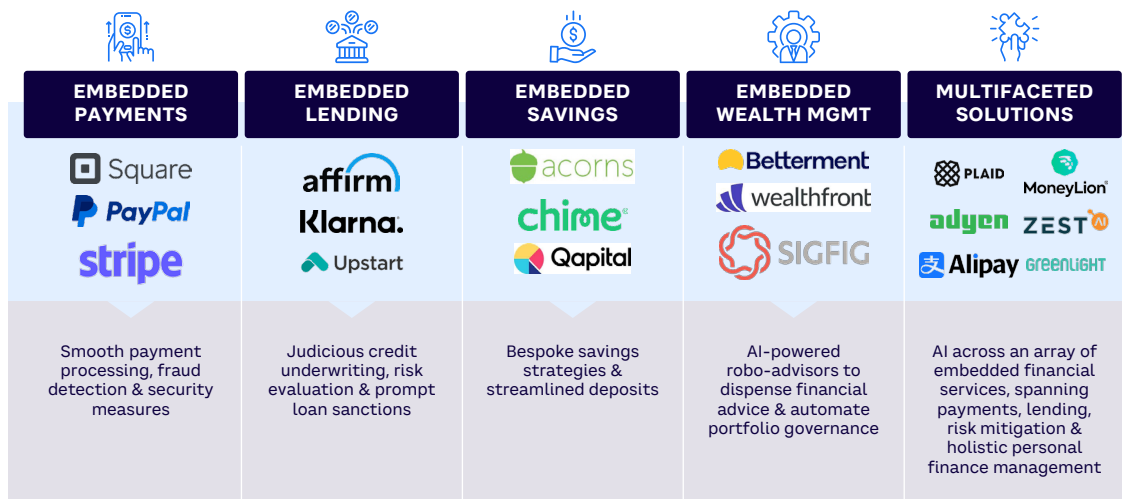 EMBEDDED
PAYMENTS
Square
PayPal
stripe
Smooth payment
processing, fraud
detection & security
measures
EMBEDDED
LENDING
affirm
Klarna.
Upstart
Judicious credit
underwriting, risk
evaluation & prompt
loan sanctions
EMBEDDED
SAVINGS
acorns
chime
Qapital
Bespoke savings
strategies &
streamlined deposits
EMBEDDED
WEALTH MGMT
Betterment
wealthfront
SIGFIG
AI-powered
robo-advisors to
dispense financial
advice & automate
portfolio governance
MULTIFACETED
SOLUTIONS
PLAID
MoneyLion
adyen
ZEST AI
支 Alipay
GREENLiGHT
AI across an array of
embedded financial
services, spanning
payments, lending,
risk mitigation &
holistic personal
finance management